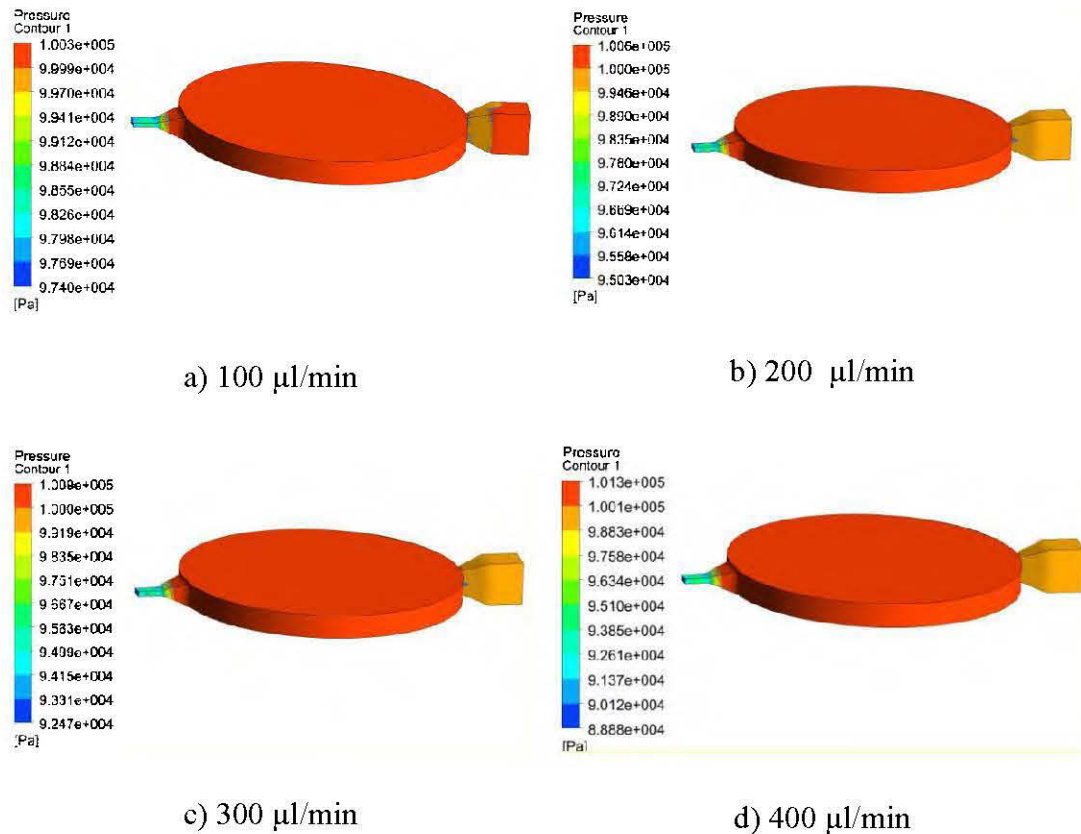 Pressure
Contour 1
1.003e+005
9.999e+004
9.970e+004
9.941e+004
9.912e+004
9.884e+004
9.855e+004
9.826e+004
9.798e+004
9.769e+004
9.740e+004
[Pa]
a) 100 µl/min
Pressure
Contour 1
1.006e+005
1.000e+005
9.946e+004
9.890e+004
9.835e+004
9.780e+004
9.724e+004
9.669e+004
9.614e+004
9.558e+004
9.503e+004
[Pa]
b) 200 µl/min
Pressure
Contour 1
1.009e+005
1.000e+005
9.919e+004
9.835e+004
9.751e+004
9.667e+004
9.583e+004
9.499e+004
9.415e+004
9.331e+004
9.247e+004
[Pa]
c) 300 µl/min
Pressure
Contour 1
1.013e+005
1.001e+005
9.883e+004
9.758e+004
9.634e+004
9.510e+004
9.385e+004
9.261e+004
9.137e+004
9.012e+004
8.888e+004
[Pa]
d) 400 µl/min